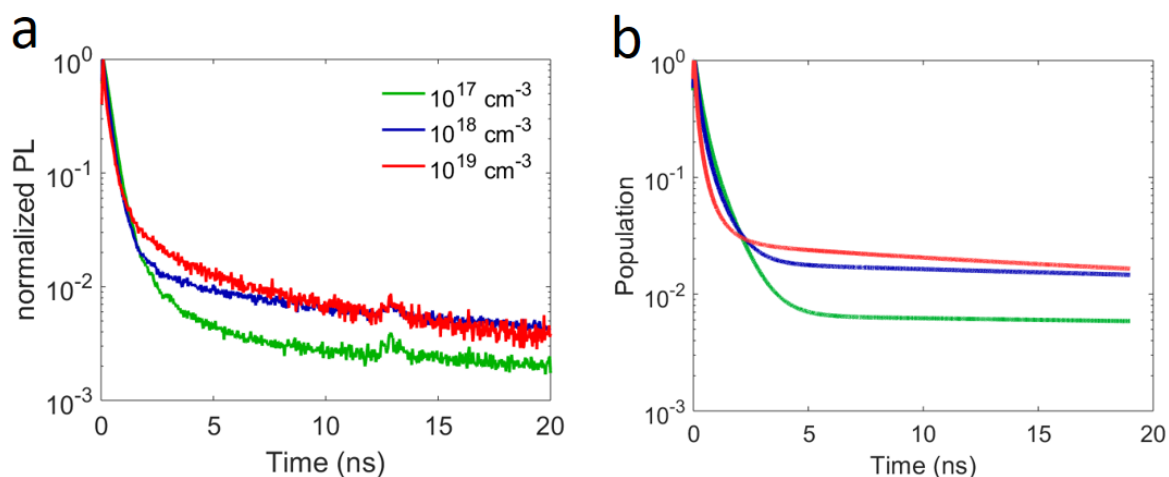 a
normalized PL
10^0
10^-1
10^-2
10^-3
10^17 cm^-3
10^18 cm^-3
10^19 cm^-3
0 5 10 15 20
Time (ns)
b
Population
10^0
10^-1
10^-2
10^-3
0 5 10 15 20
Time (ns)